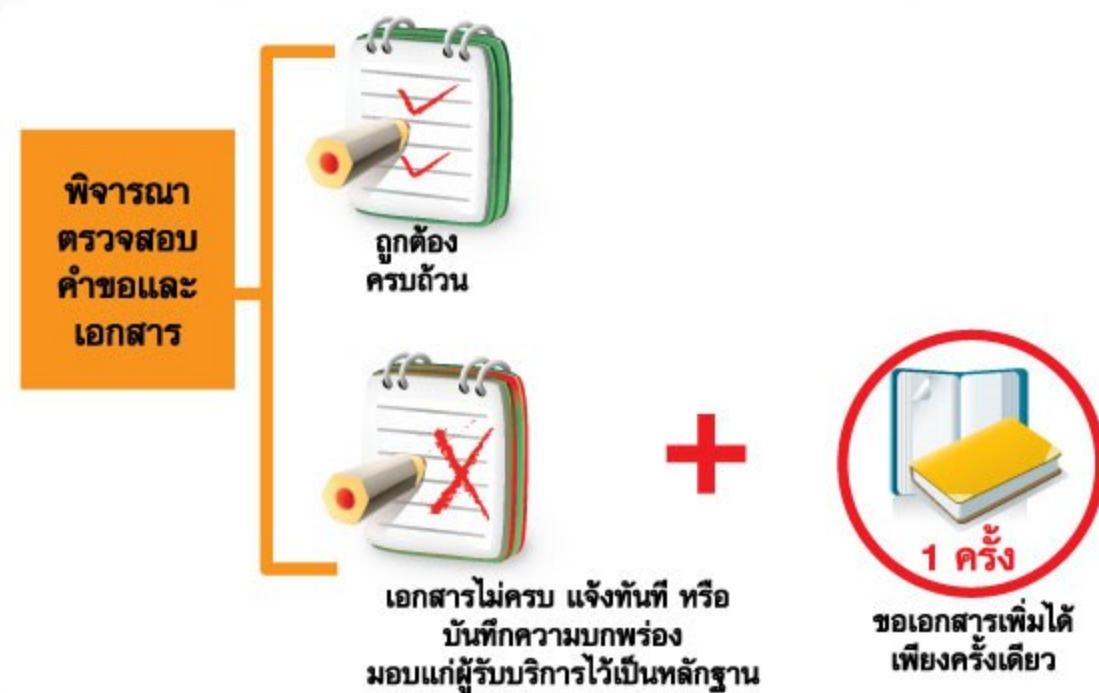 พิจารณา
ตรวจสอบ
คำขอและ
เอกสาร
ถูกต้อง
ครบถ้วน
เอกสารไม่ครบ แจ้งทันที หรือ
บันทึกความบกพร่อง
มอบแก่ผู้รับบริการไว้เป็นหลักฐาน
1 ครั้ง
ขอเอกสารเพิ่มได้
เพียงครั้งเดียว